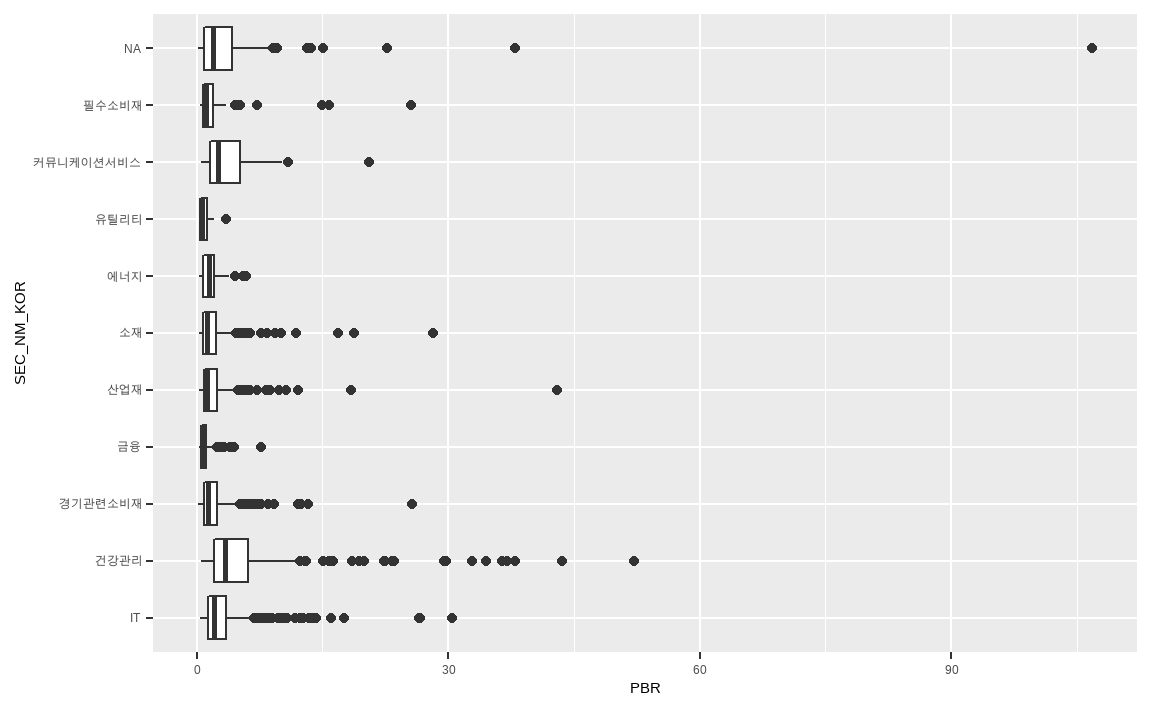 NA
필수소비재
커뮤니케이션서비스
유틸리티
에너지
소재
산업재
금융
경기관련소비재
건강관리
IT
SEC_NM_KOR
0 30 60 90
PBR